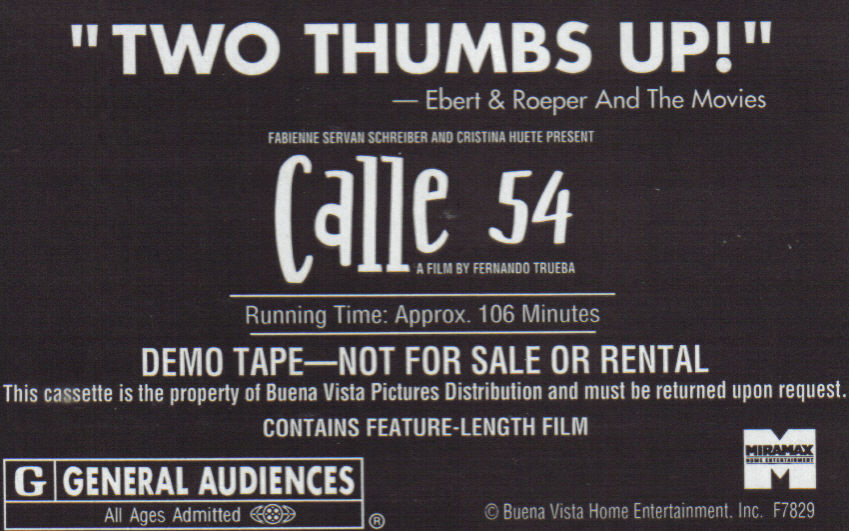 "TWO THUMBS UP!"
— Ebert & Roeper And The Movies
FABIENNE SERVAN SCHREIBER AND CRISTINA HUETE PRESENT
Calle 54
A FILM BY FERNANDO TRUEBA
Running Time: Approx. 106 Minutes
DEMO TAPE—NOT FOR SALE OR RENTAL
This cassette is the property of Buena Vista Pictures Distribution and must be returned upon request.
CONTAINS FEATURE-LENGTH FILM
MIRAMAX
HOME ENTERTAINMENT
G GENERAL AUDIENCES
All Ages Admitted ®
© Buena Vista Home Entertainment, Inc. F7829